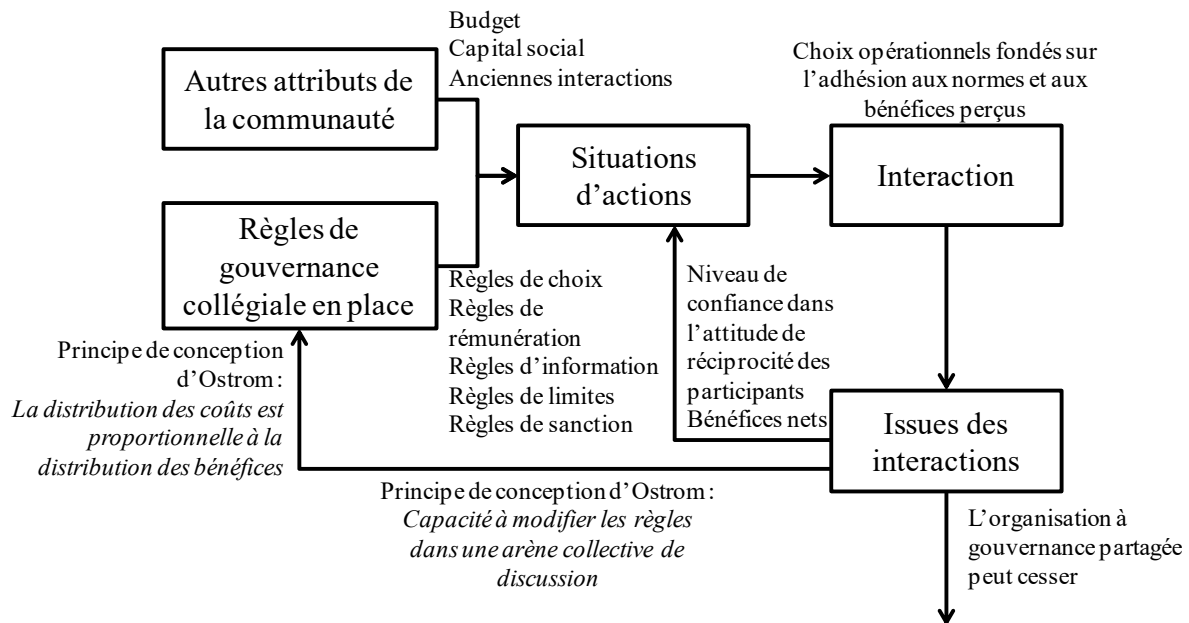 Budget
Capital social
Anciennes interactions
Autres attributs de
la communauté
Choix opérationnels fondés sur
l'adhésion aux normes et aux
bénéfices perçus
Situations
d'actions
Interaction
Règles de
gouvernance
collégiale en place
Règles de choix
Règles de
rémunération
Règles d'information
Règles de limites
Règles de sanction
Niveau de
confiance dans
l'attitude de
réciprocité des
participants
Bénéfices nets
Principe de conception
d'Ostrom :
La distribution des coûts est
proportionnelle à la
distribution des bénéfices
Issues des
interactions
Principe de conception d'Ostrom :
Capacité à modifier les règles
dans une arène collective de
discussion
L'organisation à
gouvernance partagée
peut cesser